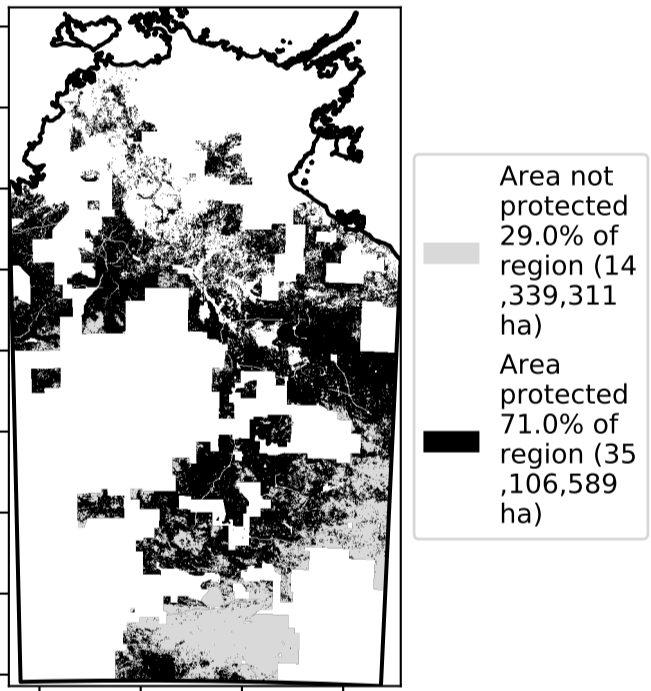 Area not
protected
29.0% of
region (14
,339,311
ha)
Area
protected
71.0% of
region (35
,106,589
ha)